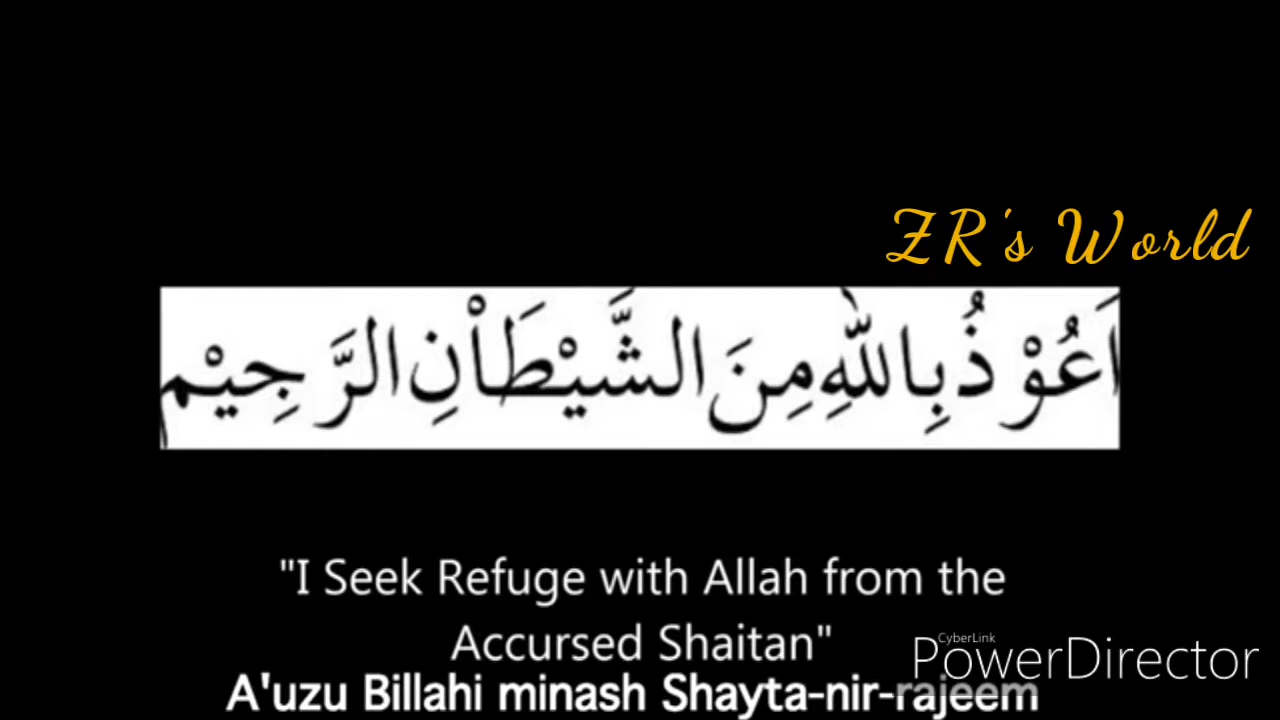 ZR's World
اَعُوْذُ بِاللّٰهِ مِنَ الشَّيْطَاْنِ الرَّجِيْم
"I Seek Refuge with Allah from the
Accursed Shaitan"
CyberLink
PowerDirector
A'uzu Billahi minash Shayta-nir-rajeem